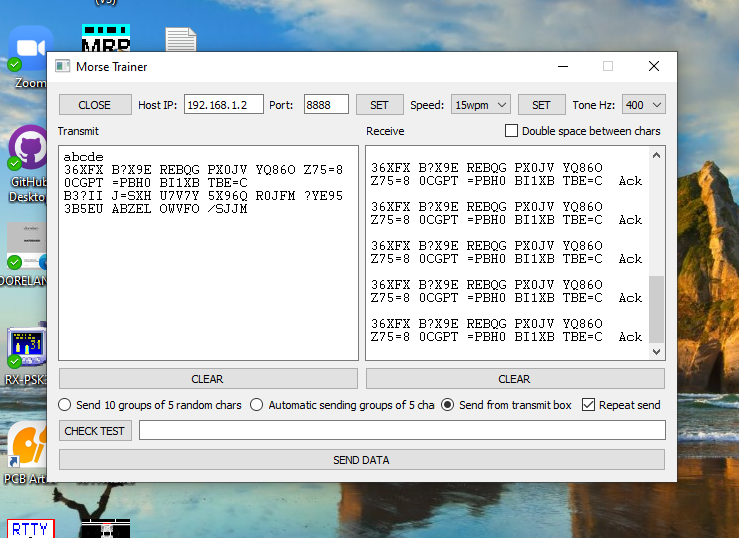 (v3)
MRP
Zoom
GitHub
Deskto
DORELAN
RX-PSK
PGB Art
RTTY
Morse Trainer
CLOSE Host IP: 192.168.1.2 Port: 8888 SET Speed: 15wpm SET Tone Hz: 400
Transmit
Receive Double space between chars
abcde
36XFX B?X9E REBQG PX0JV YQ86O Z75=8
0CGPT =PBH0 BI1XB TBE=C
B3?II J=SXH U7V7Y 5X96Q R0JFM ?YE95
3B5EU ABZEL OWVFO /SJJM
36XFX B?X9E REBQG PX0JV YQ86O
Z75=8 0CGPT =PBH0 BI1XB TBE=C Ack
36XFX B?X9E REBQG PX0JV YQ86O
Z75=8 0CGPT =PBH0 BI1XB TBE=C Ack
36XFX B?X9E REBQG PX0JV YQ86O
Z75=8 0CGPT =PBH0 BI1XB TBE=C Ack
36XFX B?X9E REBQG PX0JV YQ86O
Z75=8 0CGPT =PBH0 BI1XB TBE=C Ack
36XFX B?X9E REBQG PX0JV YQ86O
Z75=8 0CGPT =PBH0 BI1XB TBE=C Ack
CLEAR CLEAR
Send 10 groups of 5 random chars Automatic sending groups of 5 cha Send from transmit box Repeat send
CHECK TEST
SEND DATA